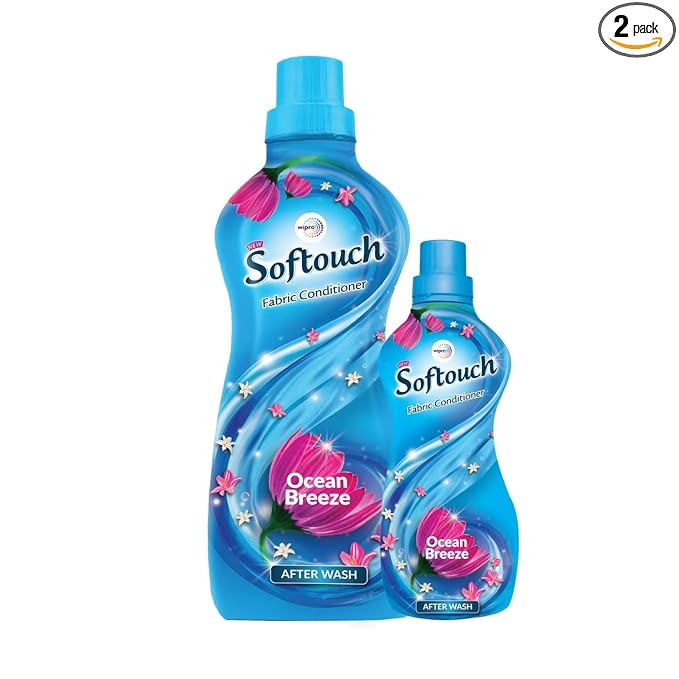 2 pack
wipro
NEW
Softouch
Fabric Conditioner
Ocean
Breeze
AFTER WASH
wipro
NEW
Softouch
Fabric Conditioner
Ocean
Breeze
AFTER WASH